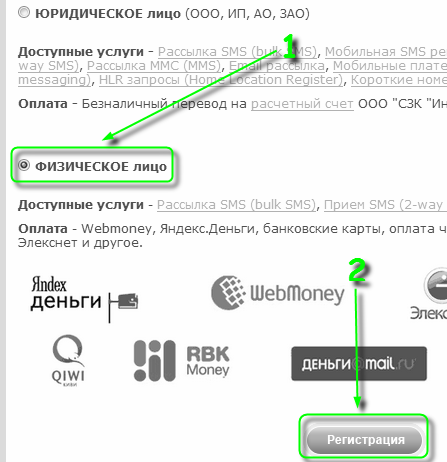 ЮРИДИЧЕСКОЕ лицо (ООО, ИП, АО, ЗАО)
1
Доступные услуги - Рассылка SMS (bulk SMS), Мобильная SMS ре
way SMS), Рассылка MMC (MMS), Email рассылка, Мобильные плате
messaging), HLR запросы (Home Location Register), Короткие номе
Оплата - Безналичный перевод на расчетный счет ООО "СЗК "Ин
ФИЗИЧЕСКОЕ лицо
Доступные услуги - Рассылка SMS (bulk SMS), Прием SMS (2-way
Оплата - Webmoney, Яндекс.Деньги, банковские карты, оплата ч
Элекснет и другое.
2
Яndex
деньги
WebMoney
Элекс
QIWI
КИВИ
RBK
Money
ДЕНЬГИ@mail.ru
Регистрация